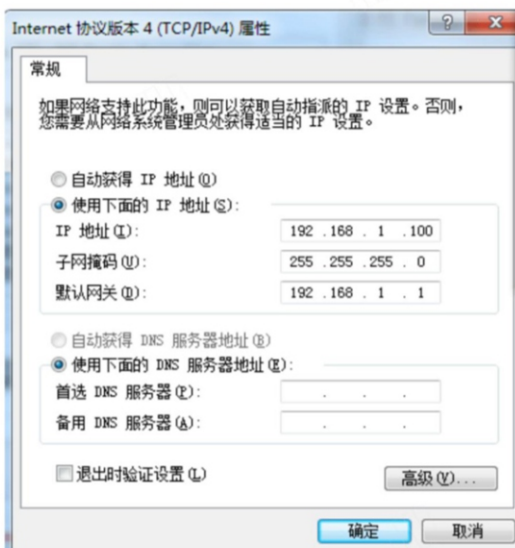 Internet 协议版本 4 (TCP/IPv4) 属性
常规
如果网络支持此功能，则可以获取自动指派的 IP 设置。否则，
您需要从网络系统管理员处获得适当的 IP 设置。
自动获得 IP 地址(O)
使用下面的 IP 地址(S):
IP 地址(I): 192 .168 . 1 .100
子网掩码(U): 255 .255 .255 . 0
默认网关(D): 192 .168 . 1 . 1
自动获得 DNS 服务器地址(B)
使用下面的 DNS 服务器地址(E):
首选 DNS 服务器(P): . . .
备用 DNS 服务器(A): . . .
退出时验证设置(L)
高级(V)...
确定 取消